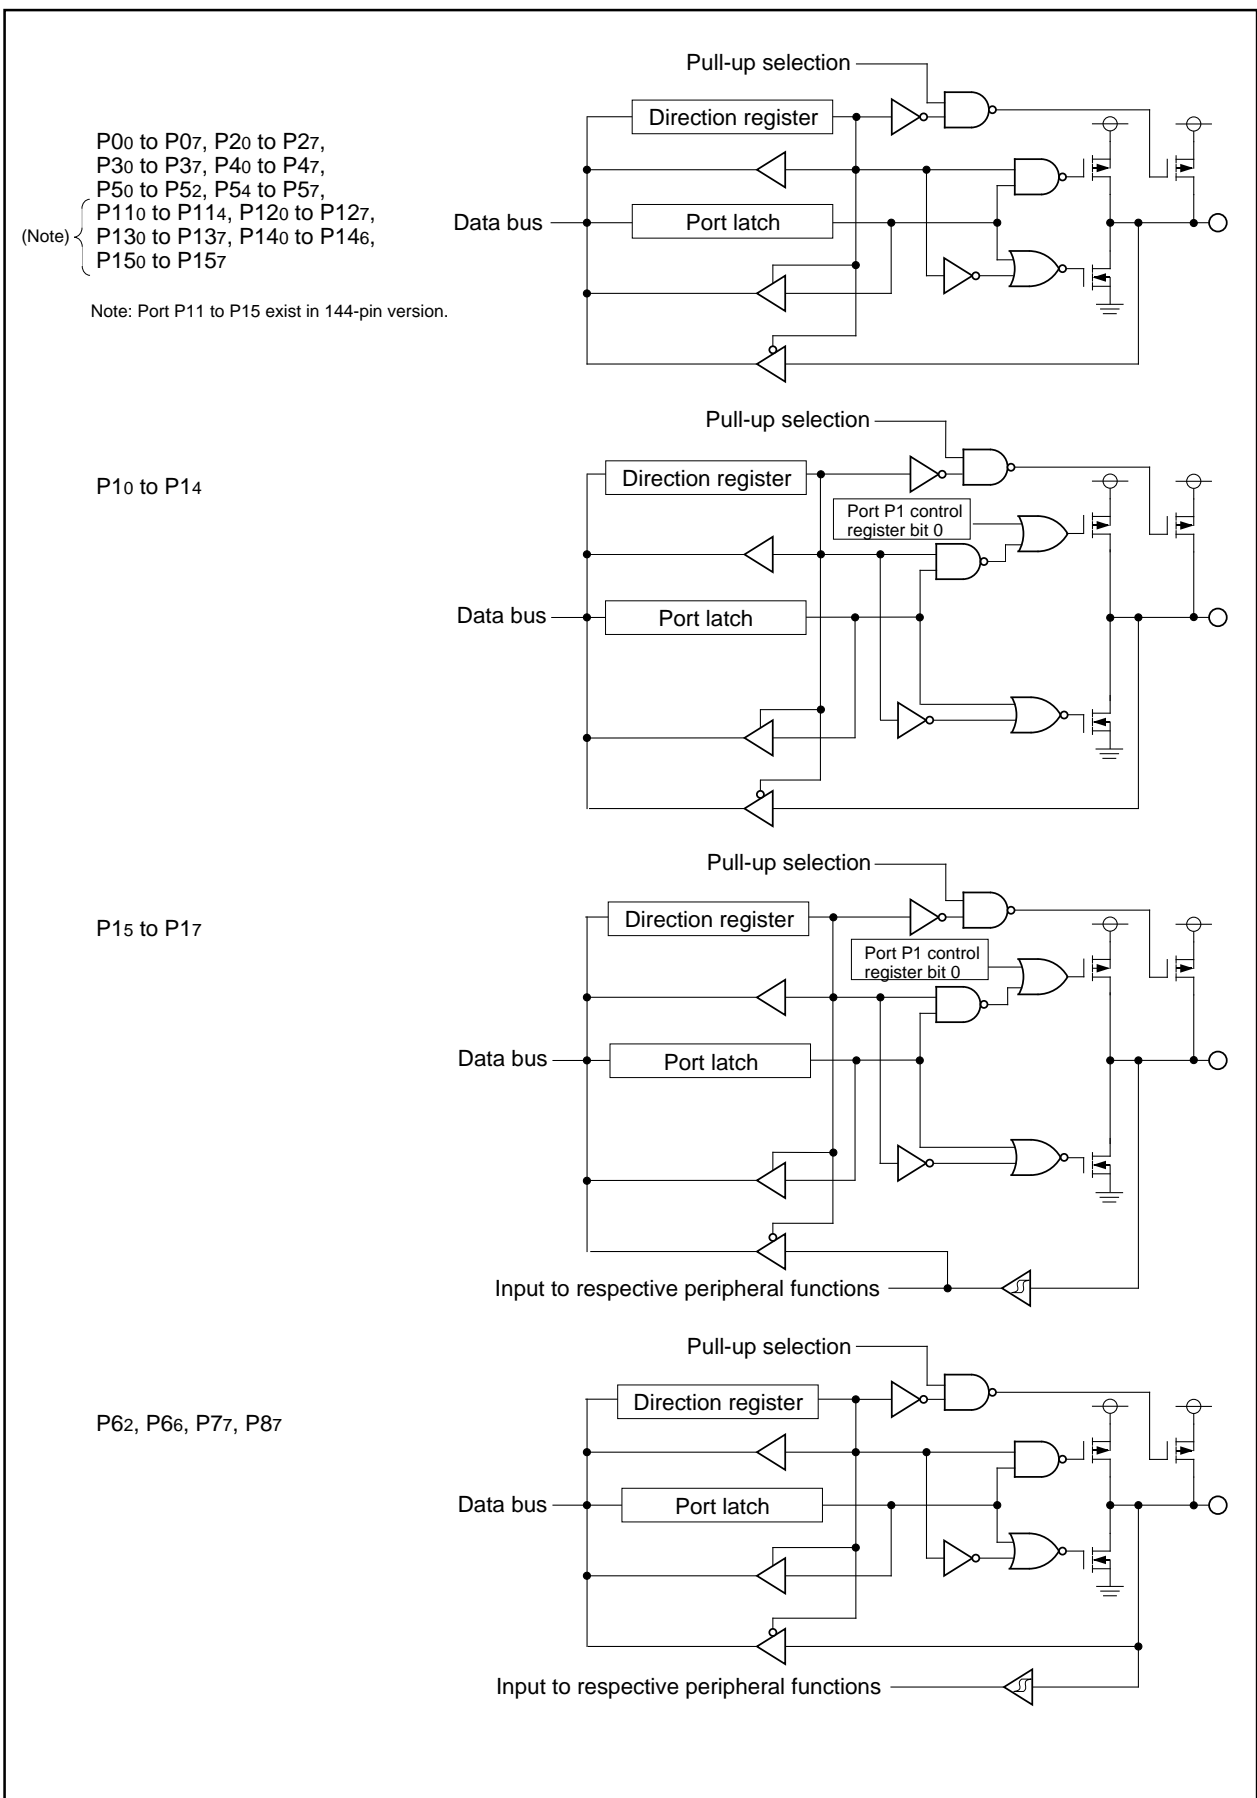 Pull-up selection
Direction register
P00 to P07, P20 to P27,
P30 to P37, P40 to P47,
P50 to P52, P54 to P57,
P110 to P114, P120 to P127,
(Note)
P130 to P137, P140 to P146,
P150 to P157
Data bus
Port latch
Note: Port P11 to P15 exist in 144-pin version.
Pull-up selection
P10 to P14
Direction register
Port P1 control
register bit 0
Data bus
Port latch
Pull-up selection
P15 to P17
Direction register
Port P1 control
register bit 0
Data bus
Port latch
Input to respective peripheral functions
Pull-up selection
P62, P66, P77, P87
Direction register
Data bus
Port latch
Input to respective peripheral functions